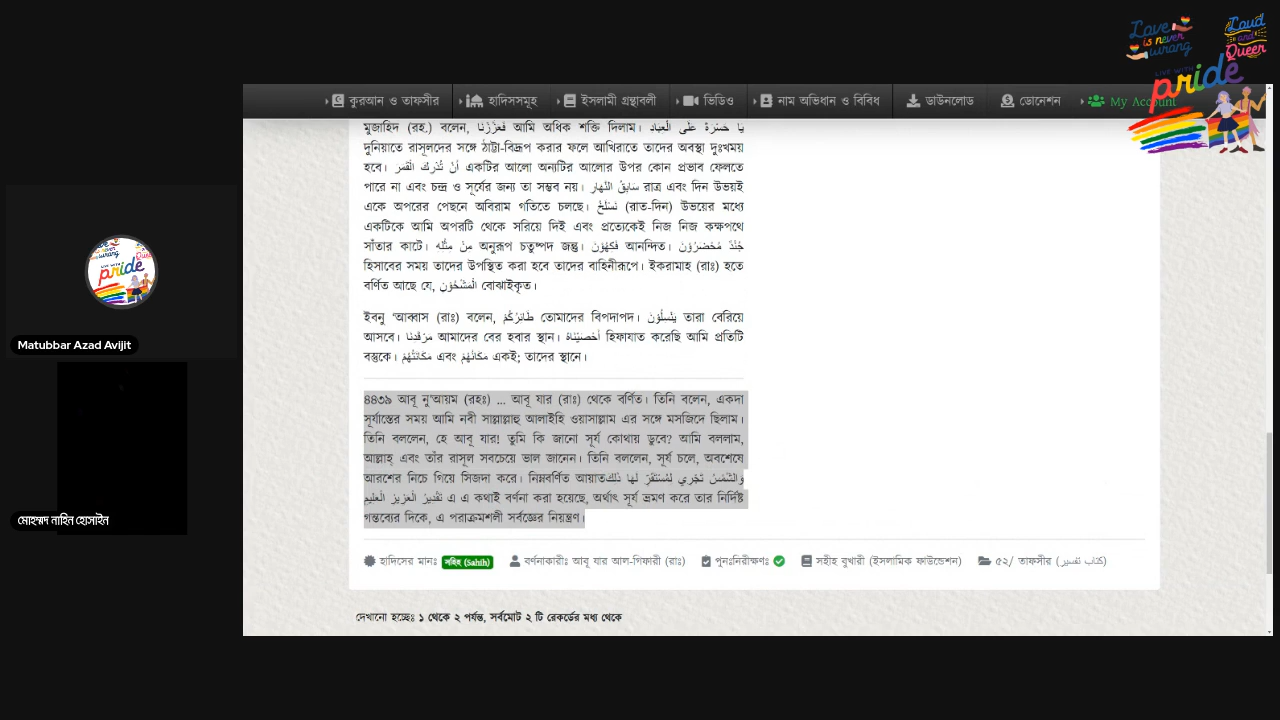 Love is never wrang
Loud and Queer
LIVE WITH pride
কুরআন ও তাফসীর হাদিসসমূহ ইসলামী গ্রন্থাবলী ভিডিও নাম অভিধান ও বিবিধ ডাউনলোড ডোনেশন My Account
মুজাহিদ (রহ.) বলেন, فَعَزَّزْنَا আমি অধিক শক্তি দিলাম। يَا حَسْرَةً عَلَى الْعِبَادِ
দুনিয়াতে রাসূলদের সঙ্গে ঠাট্টা-বিদ্রূপ করার ফলে আখিরাতে তাদের অবস্থা দুঃখময়
হবে। أَنْ تُدْرِكَ الْقَمَرَ একটির আলো অন্যটির আলোর উপর কোন প্রভাব ফেলতে
পারে না এবং চন্দ্র ও সূর্যের জন্য তা সম্ভব নয়। سَابِقُ النَّهَارِ রাত্র এবং দিন উভয়ই
একে অপরের পেছনে অবিরাম গতিতে চলছে। نَسْلَخُ (রাত-দিন) উভয়ের মধ্যে
একটিকে আমি অপরটি থেকে সরিয়ে দিই এবং প্রত্যেকেই নিজ নিজ কক্ষপথে
সাঁতার কাটে। مِنْ مِثْلِهِ অনুরূপ চতুষ্পদ জন্তু। فَكِهُوْنَ আনন্দিত। جُنْدٌ مُحْضَرُوْنَ
হিসাবের সময় তাদের উপস্থিত করা হবে তাদের বাহিনীরূপে। ইকরামাহ (রাঃ) হতে
বর্ণিত আছে যে, الْمَشْحُوْنِ বোঝাইকৃত।
ইবনু 'আব্বাস (রাঃ) বলেন, طَائِرُكُمْ তোমাদের বিপদাপদ। يَنْسِلُوْنَ তারা বেরিয়ে
আসবে। مَرْقَدِنَا আমাদের বের হবার স্থান। أَحْصَيْنَاهُ হিফাযাত করেছি আমি প্রতিটি
বস্তুকে। مَكَانَتُهُمْ এবং مَكَانُهُمْ একই; তাদের স্থানে।
৪৪৩৯ আবূ নু'আয়ম (রহঃ) ... আবূ যার (রাঃ) থেকে বর্ণিত। তিনি বলেন, একদা
সূর্যাস্তের সময় আমি নবী সাল্লাল্লাহু আলাইহি ওয়াসাল্লাম এর সঙ্গে মসজিদে ছিলাম।
তিনি বললেন, হে আবূ যার! তুমি কি জানো সূর্য কোথায় ডুবে? আমি বললাম,
আল্লাহ্ এবং তাঁর রাসূল সবচেয়ে ভাল জানেন। তিনি বললেন, সূর্য চলে, অবশেষে
আরশের নিচে গিয়ে সিজদা করে। নিম্নবর্ণিত আয়াত وَالشَّمْسُ تَجْرِي لِمُسْتَقَرٍّ لَهَا ذَلِكَ
تَقْدِيرُ الْعَزِيزِ الْعَلِيمِ এ এ কথাই বর্ণনা করা হয়েছে, অর্থাৎ সূর্য ভ্রমণ করে তার নির্দিষ্ট
গন্তব্যের দিকে, এ পরাক্রমশলী সর্বজ্ঞের নিয়ন্ত্রণ।
হাদিসের মানঃ সহিহ (Sahih) বর্ণনাকারীঃ আবূ যার আল-গিফারী (রাঃ) পুনঃনিরীক্ষণঃ সহীহ বুখারী (ইসলামিক ফাউন্ডেশন) ৫২/ তাফসীর (كتاب تفسير)
দেখানো হচ্ছেঃ ১ থেকে ২ পর্যন্ত, সর্বমোট ২ টি রেকর্ডের মধ্য থেকে
Matubbar Azad Avijit
মোহম্মদ নাহিন হোসাইন